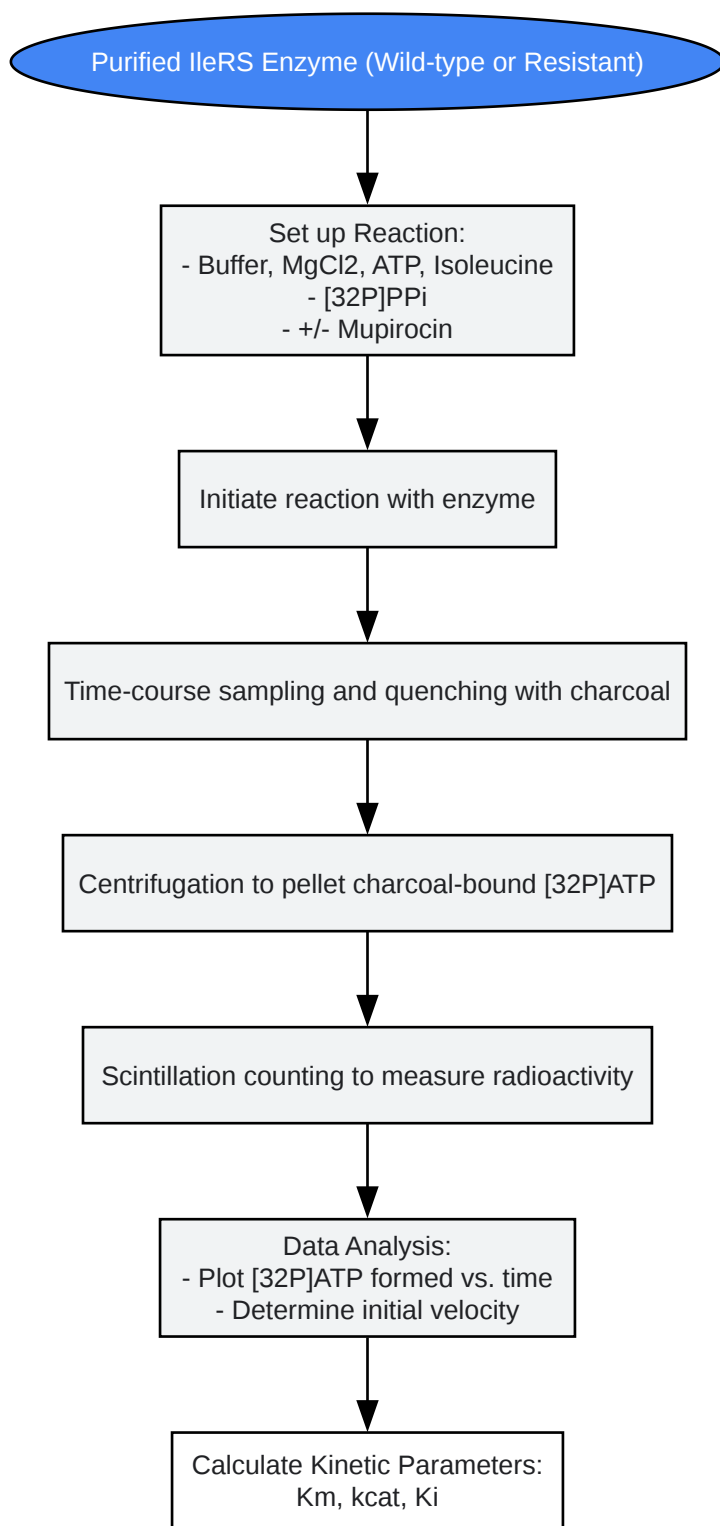 Purified IleRS Enzyme (Wild-type or Resistant)
Set up Reaction:
- Buffer, MgCl2, ATP, Isoleucine
- [32P]PPi
- +/- Mupirocin
Initiate reaction with enzyme
Time-course sampling and quenching with charcoal
Centrifugation to pellet charcoal-bound [32P]ATP
Scintillation counting to measure radioactivity
Data Analysis:
- Plot [32P]ATP formed vs. time
- Determine initial velocity
Calculate Kinetic Parameters:
Km, kcat, Ki